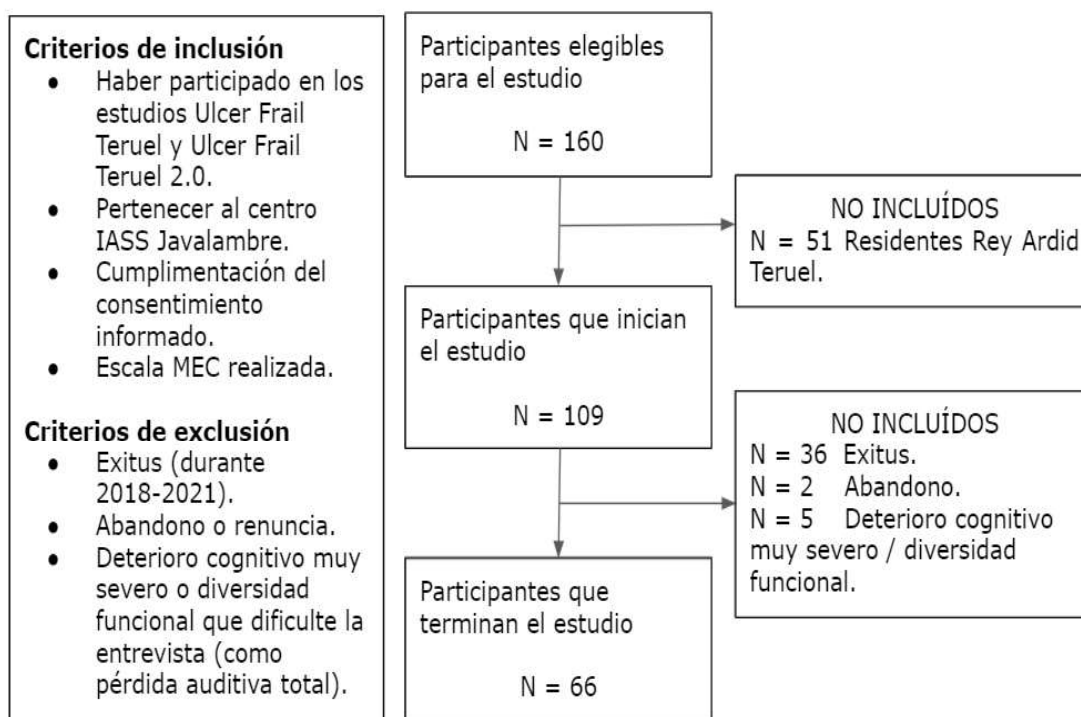 Criterios de inclusión
● Haber participado en los
estudios Ulcer Frail
Teruel y Ulcer Frail
Teruel 2.0.
● Pertenecer al centro
IASS Javalambre.
● Cumplimentación del
consentimiento
informado.
● Escala MEC realizada.
Criterios de exclusión
● Exitus (durante
2018-2021).
● Abandono o renuncia.
● Deterioro cognitivo muy
severo o diversidad
funcional que dificulte la
entrevista (como
pérdida auditiva total).
Participantes elegibles
para el estudio
N = 160
NO INCLUÍDOS
N = 51 Residentes Rey Ardid
Teruel.
Participantes que inician
el estudio
N = 109
NO INCLUÍDOS
N = 36 Exitus.
N = 2 Abandono.
N = 5 Deterioro cognitivo
muy severo / diversidad
funcional.
Participantes que
terminan el estudio
N = 66